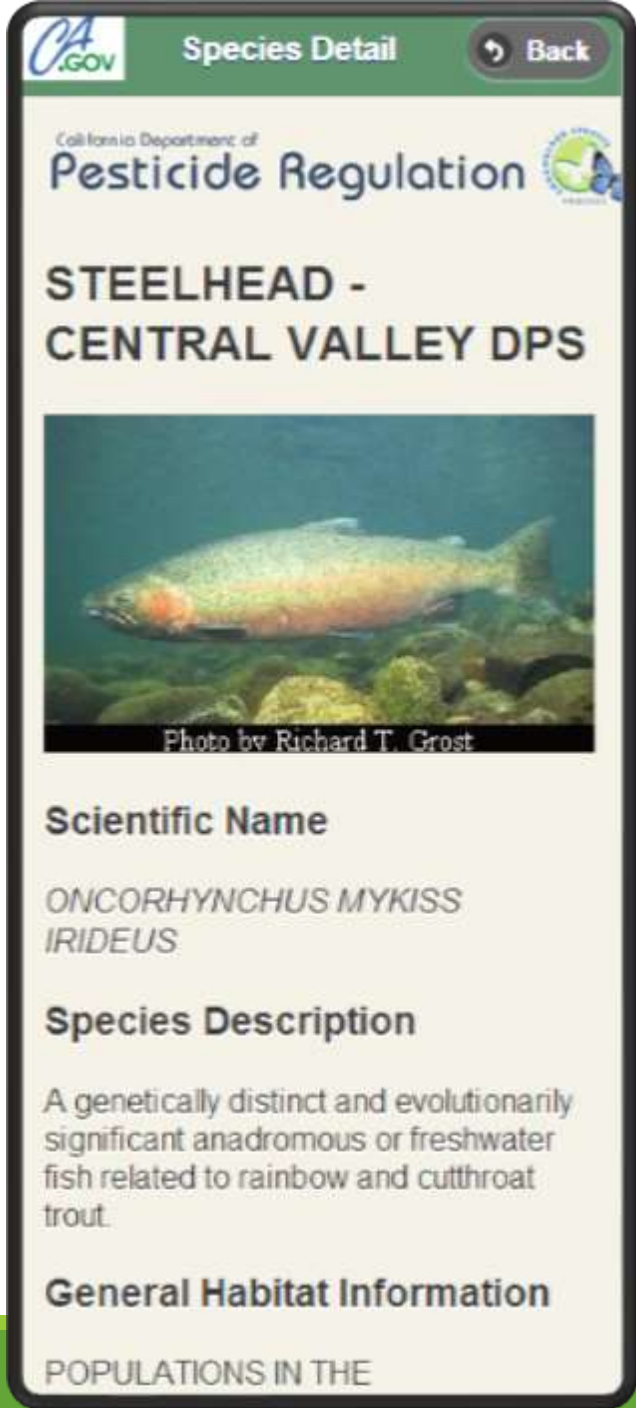 CA
.GOV
Species Detail
Back
California Department of
Pesticide Regulation
STEELHEAD -
CENTRAL VALLEY DPS
Photo by Richard T. Grost
Scientific Name
ONCORHYNCHUS MYKISS
IRIDEUS
Species Description
A genetically distinct and evolutionarily
significant anadromous or freshwater
fish related to rainbow and cutthroat
trout.
General Habitat Information
POPULATIONS IN THE